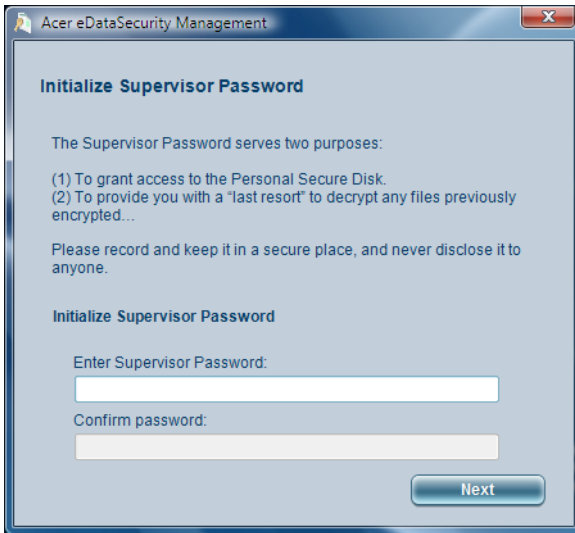 Acer eDataSecurity Management
Initialize Supervisor Password
The Supervisor Password serves two purposes:
(1) To grant access to the Personal Secure Disk.
(2) To provide you with a “last resort” to decrypt any files previously
encrypted...
Please record and keep it in a secure place, and never disclose it to
anyone.
Initialize Supervisor Password
Enter Supervisor Password:
Confirm password:
Next